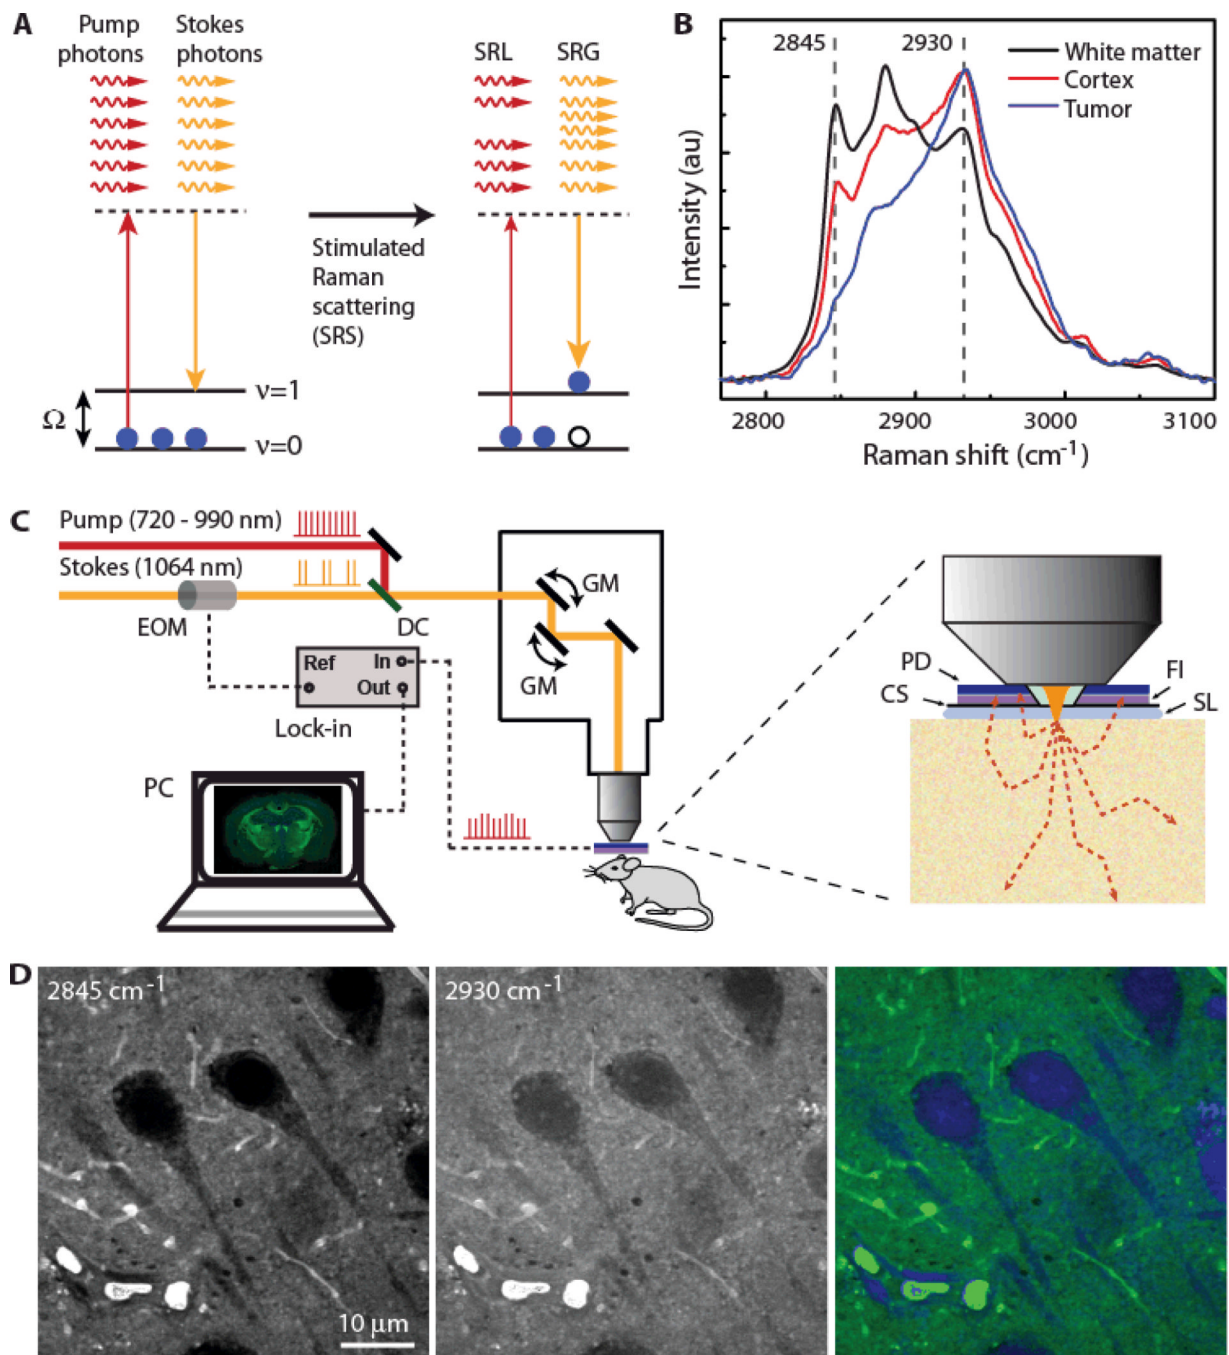 A
Pump
photons
Stokes
photons
SRL
SRG
Stimulated
Raman
scattering
(SRS)
Ω
ν=1
ν=0
B
2845
2930
White matter
Cortex
Tumor
Intensity (au)
2800
2900
3000
3100
Raman shift (cm⁻¹)
C
Pump (720 - 990 nm)
Stokes (1064 nm)
EOM
DC
GM
GM
Ref
In
Out
Lock-in
PC
PD
CS
FI
SL
D
2845 cm⁻¹
2930 cm⁻¹
10 μm